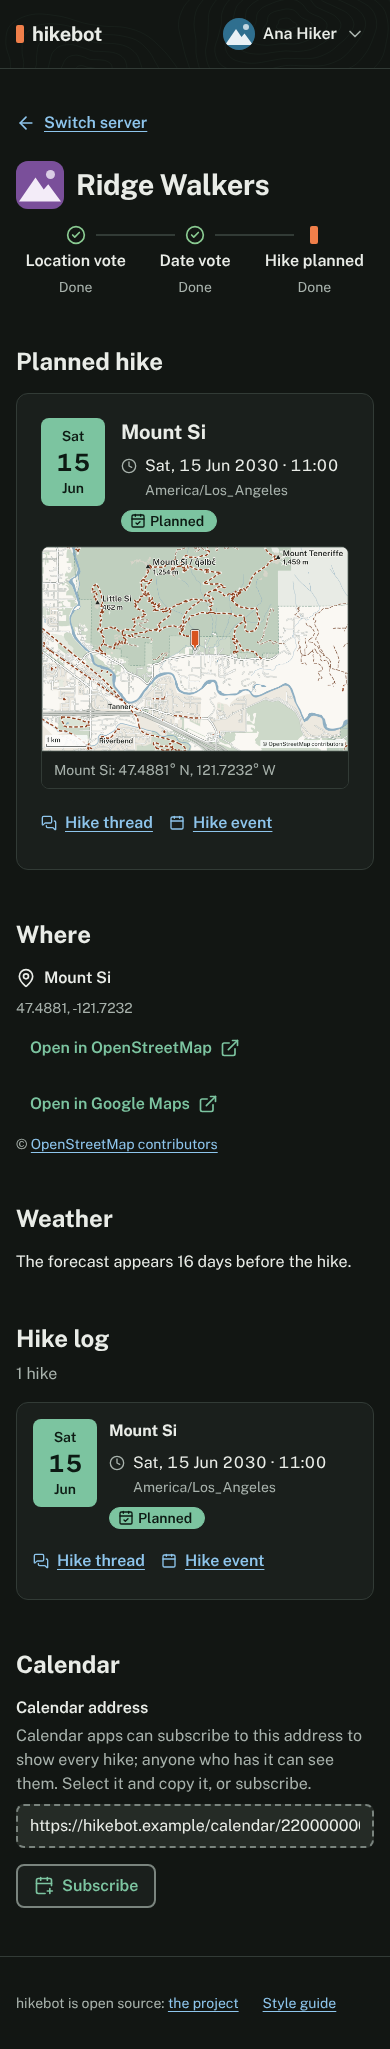 hikebot
Ana Hiker
Switch server
Ridge Walkers
Location vote
Date vote
Hike planned
Done
Done
Done
Planned hike
Sat
15
Jun
Mount Si
Sat, 15 Jun 2030 · 11:00
America/Los_Angeles
Planned
Mount Si / qalbc̓
1,254 m
Mount Teneriffe
1,459 m
Little Si
462 m
Tanner
Riverbend
1 km
© OpenStreetMap contributors
Mount Si: 47.4881° N, 121.7232° W
Hike thread
Hike event
Where
Mount Si
47.4881, -121.7232
Open in OpenStreetMap
Open in Google Maps
© OpenStreetMap contributors
Weather
The forecast appears 16 days before the hike.
Hike log
1 hike
Sat
15
Jun
Mount Si
Sat, 15 Jun 2030 · 11:00
America/Los_Angeles
Planned
Hike thread
Hike event
Calendar
Calendar address
Calendar apps can subscribe to this address to
show every hike; anyone who has it can see
them. Select it and copy it, or subscribe.
https://hikebot.example/calendar/220000000
Subscribe
hikebot is open source: the project
Style guide